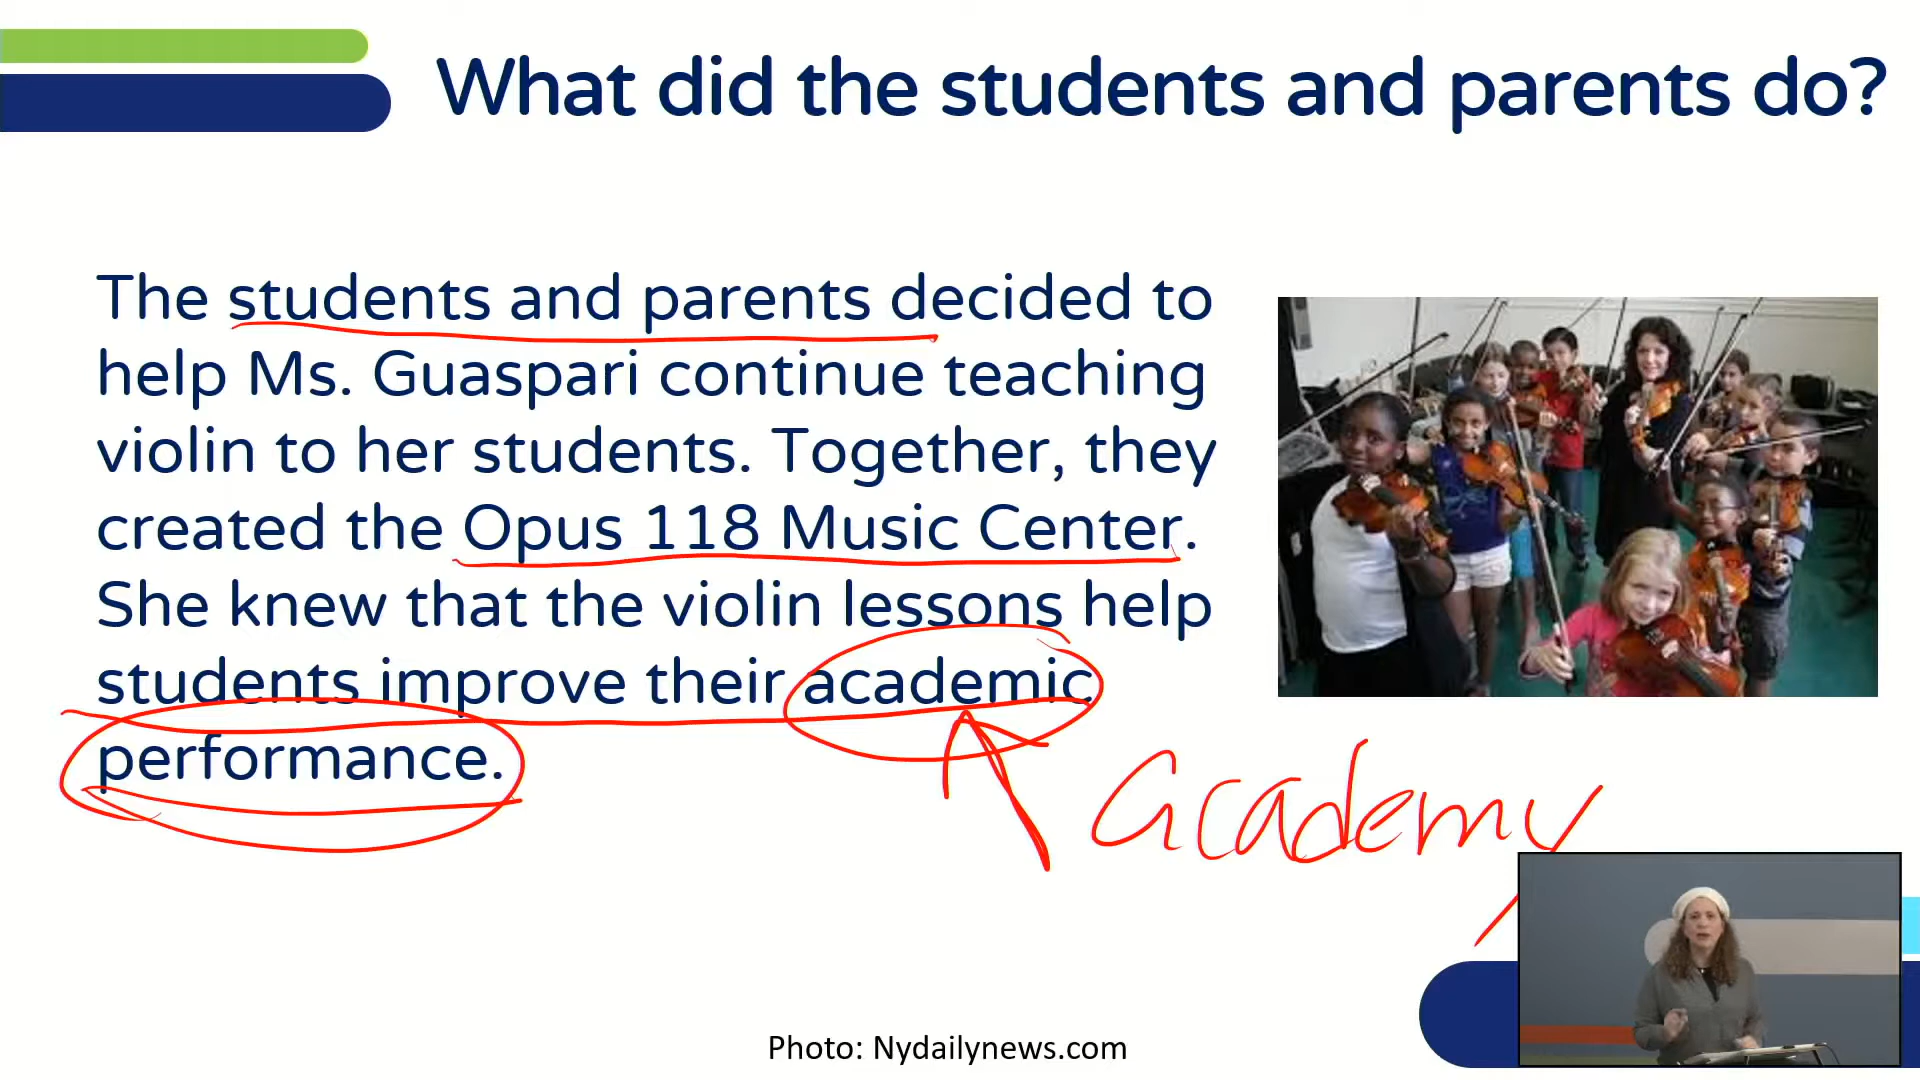 What did the students and parents do?
The students and parents decided to
help Ms. Guaspari continue teaching
violin to her students. Together, they
created the Opus 118 Music Center.
She knew that the violin lessons help
students improve their academic
performance.
academy
Photo: Nydailynews.com